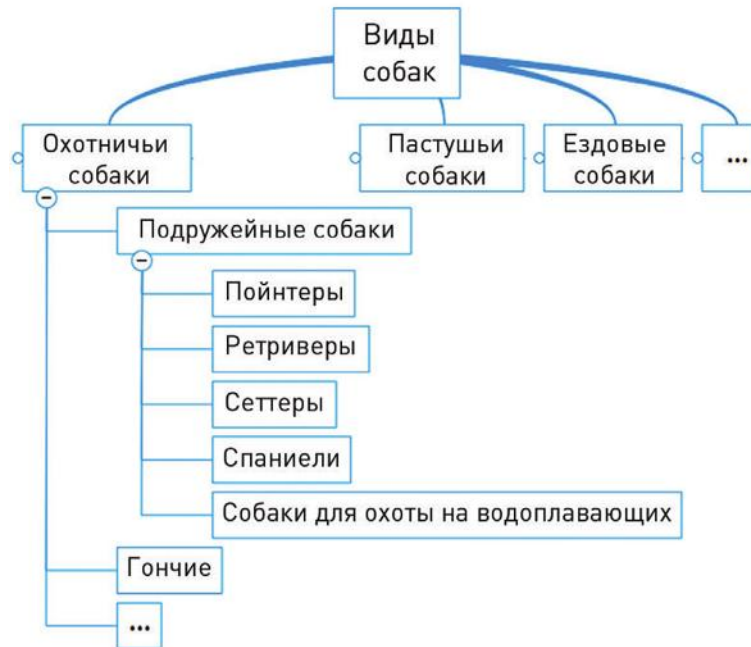 Виды
собак
Охотничьи
собаки
Пастушьи
собаки
Ездовые
собаки
...
Подружейные собаки
Пойнтеры
Ретриверы
Сеттеры
Спаниели
Собаки для охоты на водоплавающих
Гончие
...